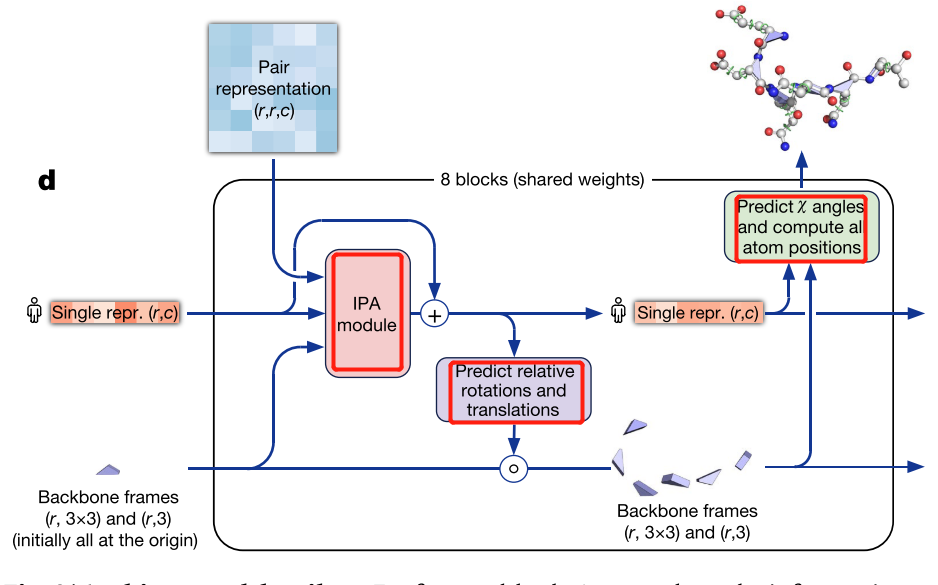 Pair
representation
(r,r,c)
d
8 blocks (shared weights)
Predict χ angles
and compute all
atom positions
IPA
module
Single repr. (r,c)
+
Single repr. (r,c)
Predict relative
rotations and
translations
Backbone frames
(r, 3×3) and (r,3)
(initially all at the origin)
Backbone frames
(r, 3×3) and (r,3)